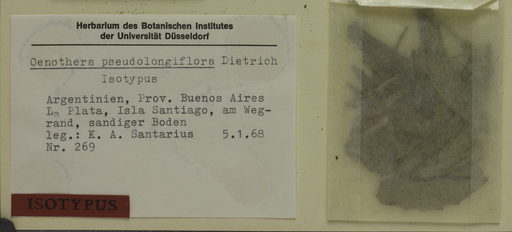 Herbarium des Botanischen Institutes
der Universität Düsseldorf
Oenothera pseudolongiflora Dietrich
Isotypus
Argentinien, Prov. Buenos Aires
La Plata, Isla Santiago, am Weg-
rand, sandiger Boden
leg.: K. A. Santarius 5.1.68
Nr. 269
ISOTYPUS